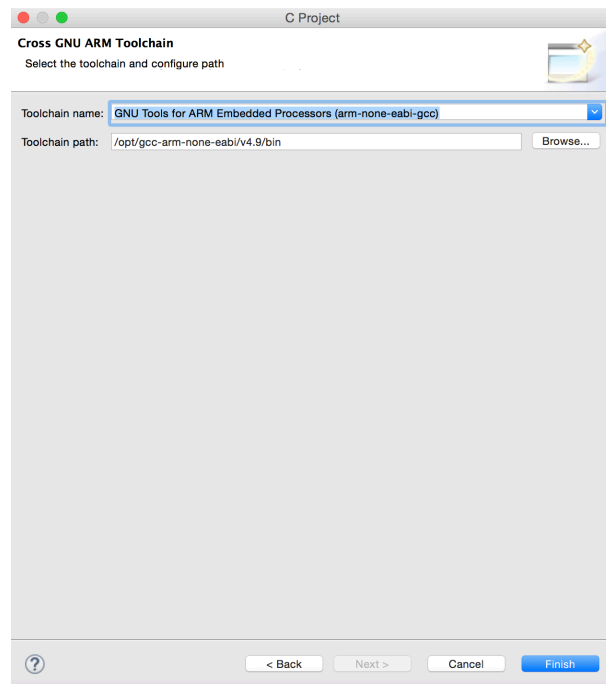 C Project
Cross GNU ARM Toolchain
Select the toolchain and configure path
Toolchain name: GNU Tools for ARM Embedded Processors (arm-none-eabi-gcc)
Toolchain path: /opt/gcc-arm-none-eabi/v4.9/bin Browse...
? < Back Next > Cancel Finish